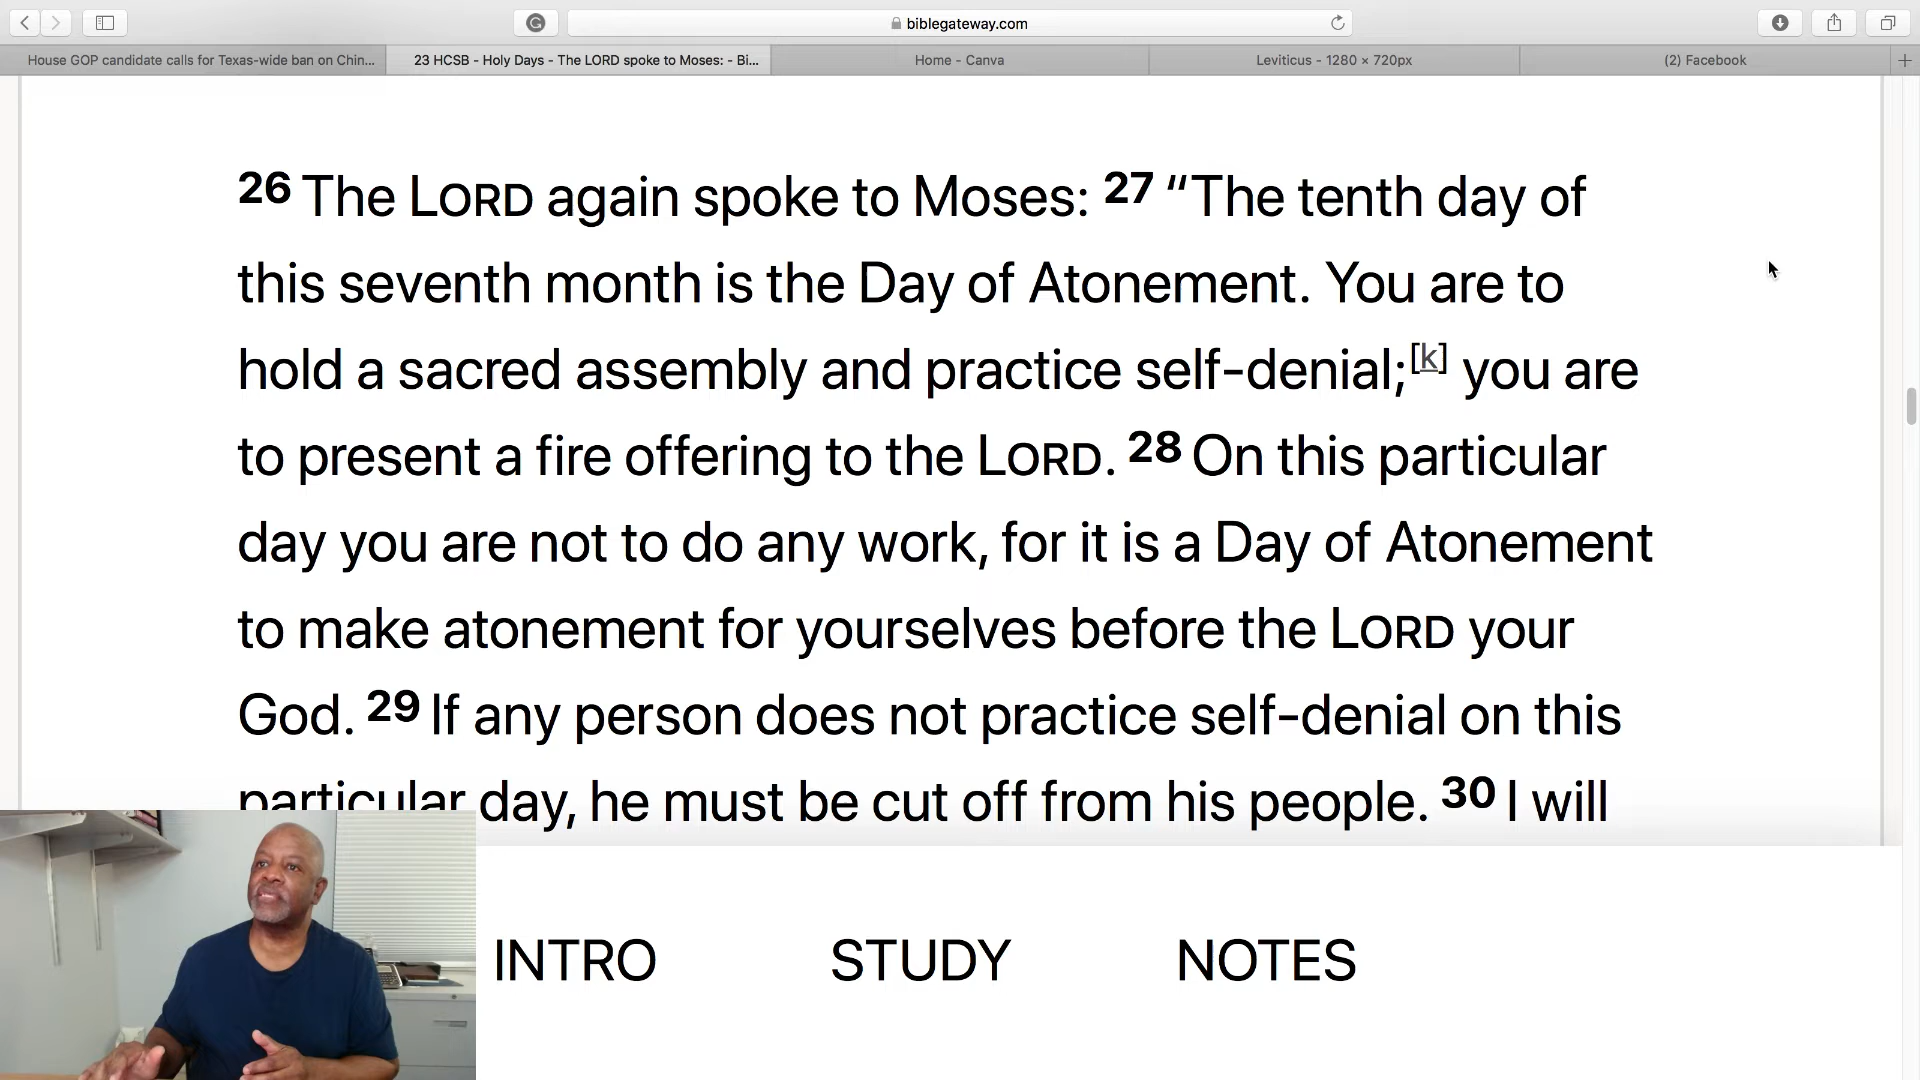 biblegateway.com
House GOP candidate calls for Texas-wide ban on Chin...
23 HCSB - Holy Days - The LORD spoke to Moses: - Bi...
Home - Canva
Leviticus - 1280 × 720px
(2) Facebook
26 The LORD again spoke to Moses: 27 “The tenth day of
this seventh month is the Day of Atonement. You are to
hold a sacred assembly and practice self-denial;[k] you are
to present a fire offering to the LORD. 28 On this particular
day you are not to do any work, for it is a Day of Atonement
to make atonement for yourselves before the LORD your
God. 29 If any person does not practice self-denial on this
particular day, he must be cut off from his people. 30 I will
INTRO STUDY NOTES